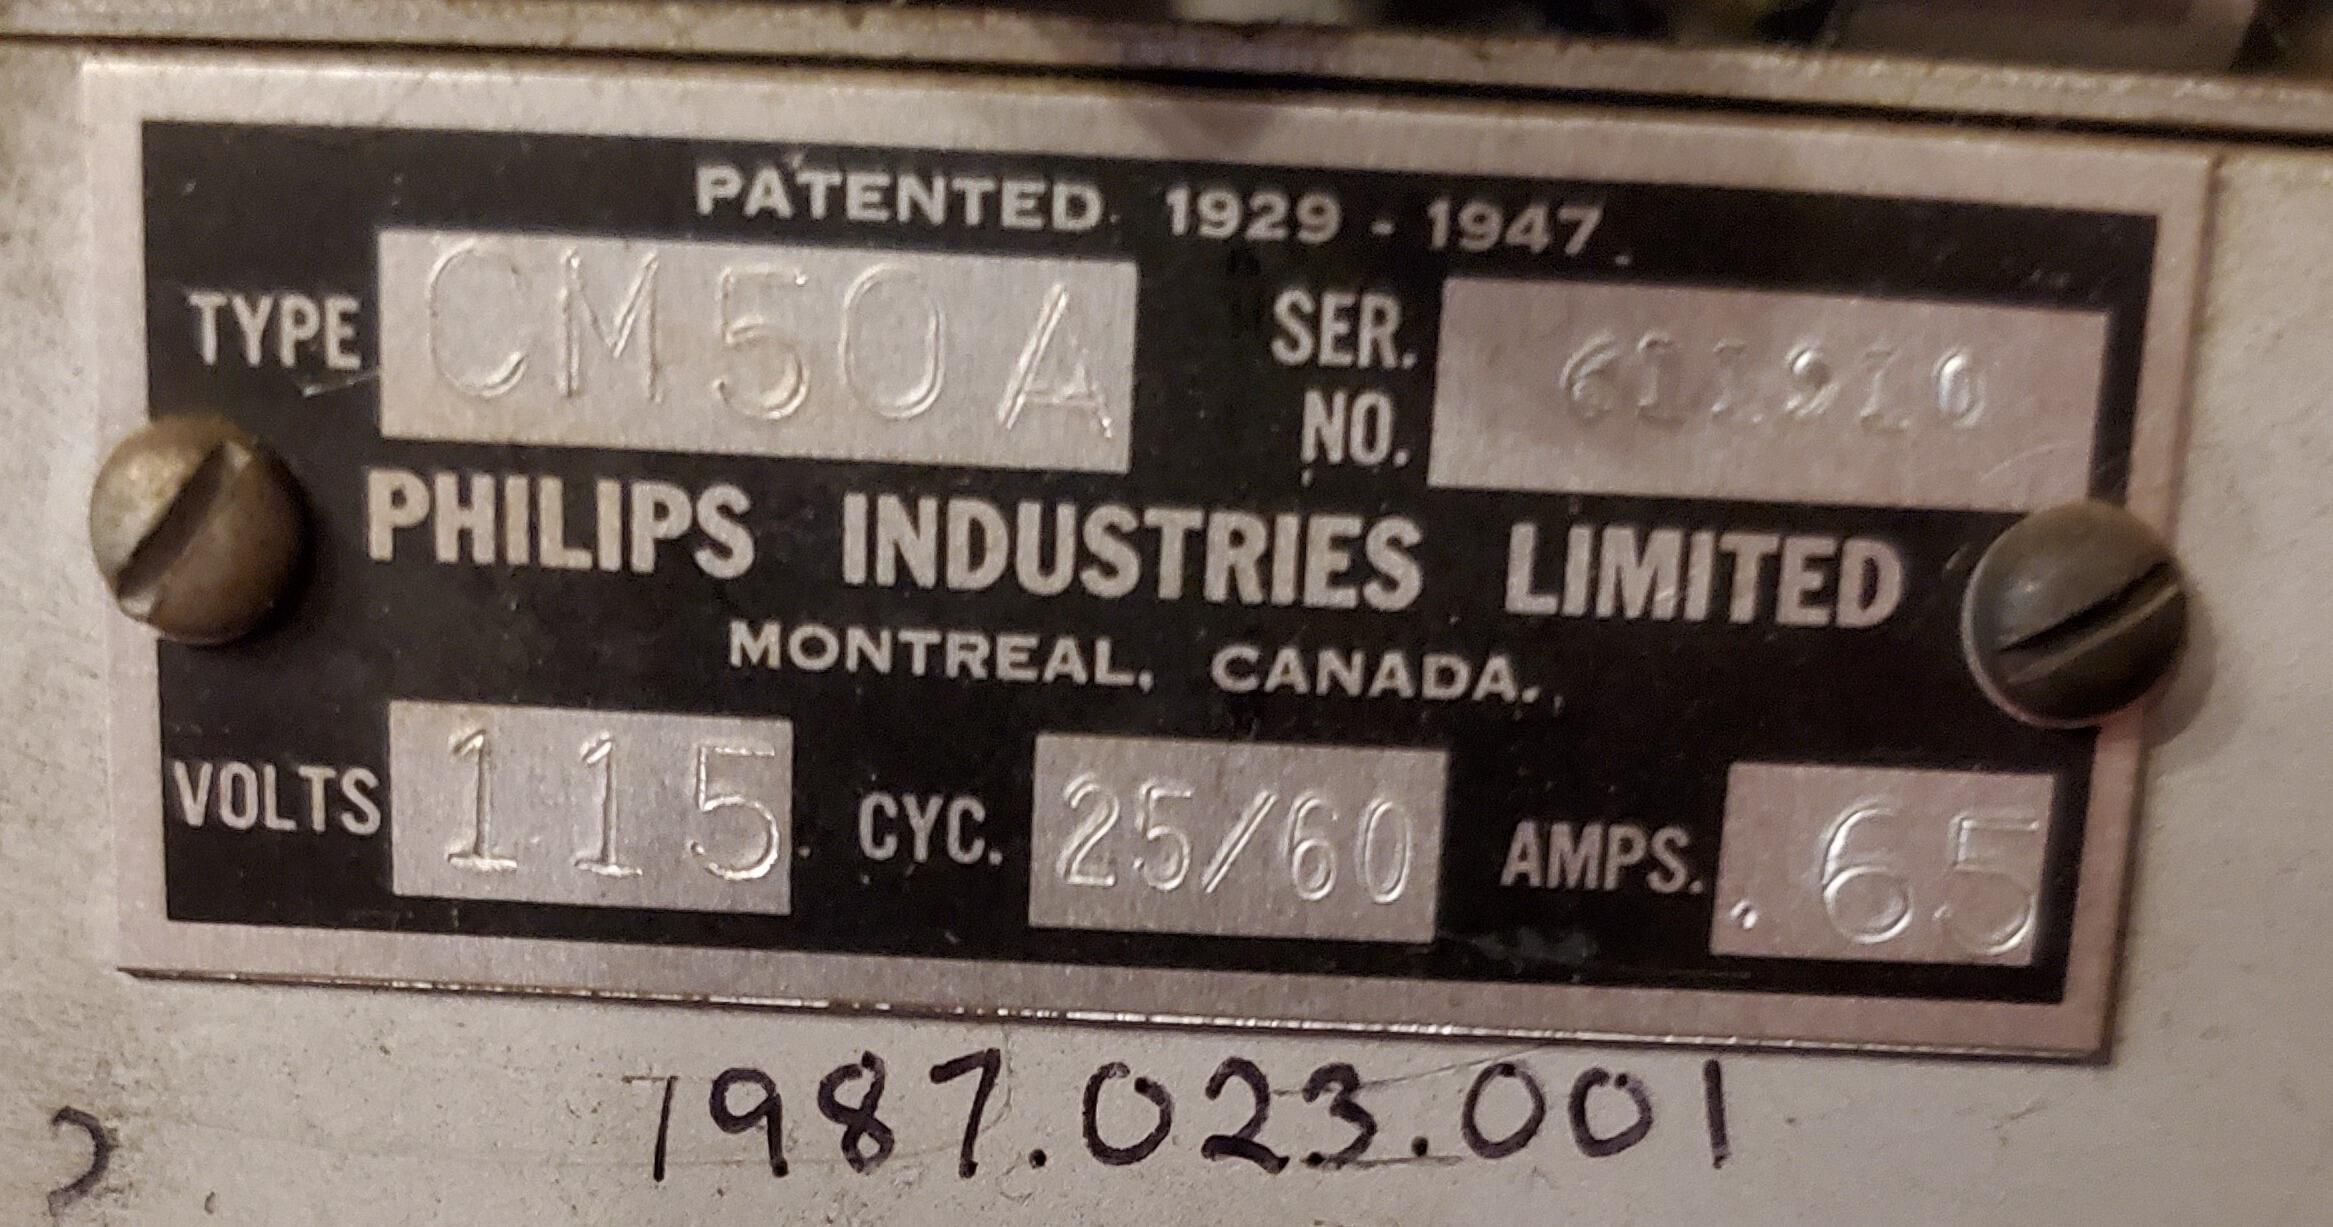 PATENTED 1929 - 1947
TYPE CM50A SER. NO. 611910
PHILIPS INDUSTRIES LIMITED
MONTREAL, CANADA.
VOLTS 115 CYC. 25/60 AMPS. .65
1987.023.001